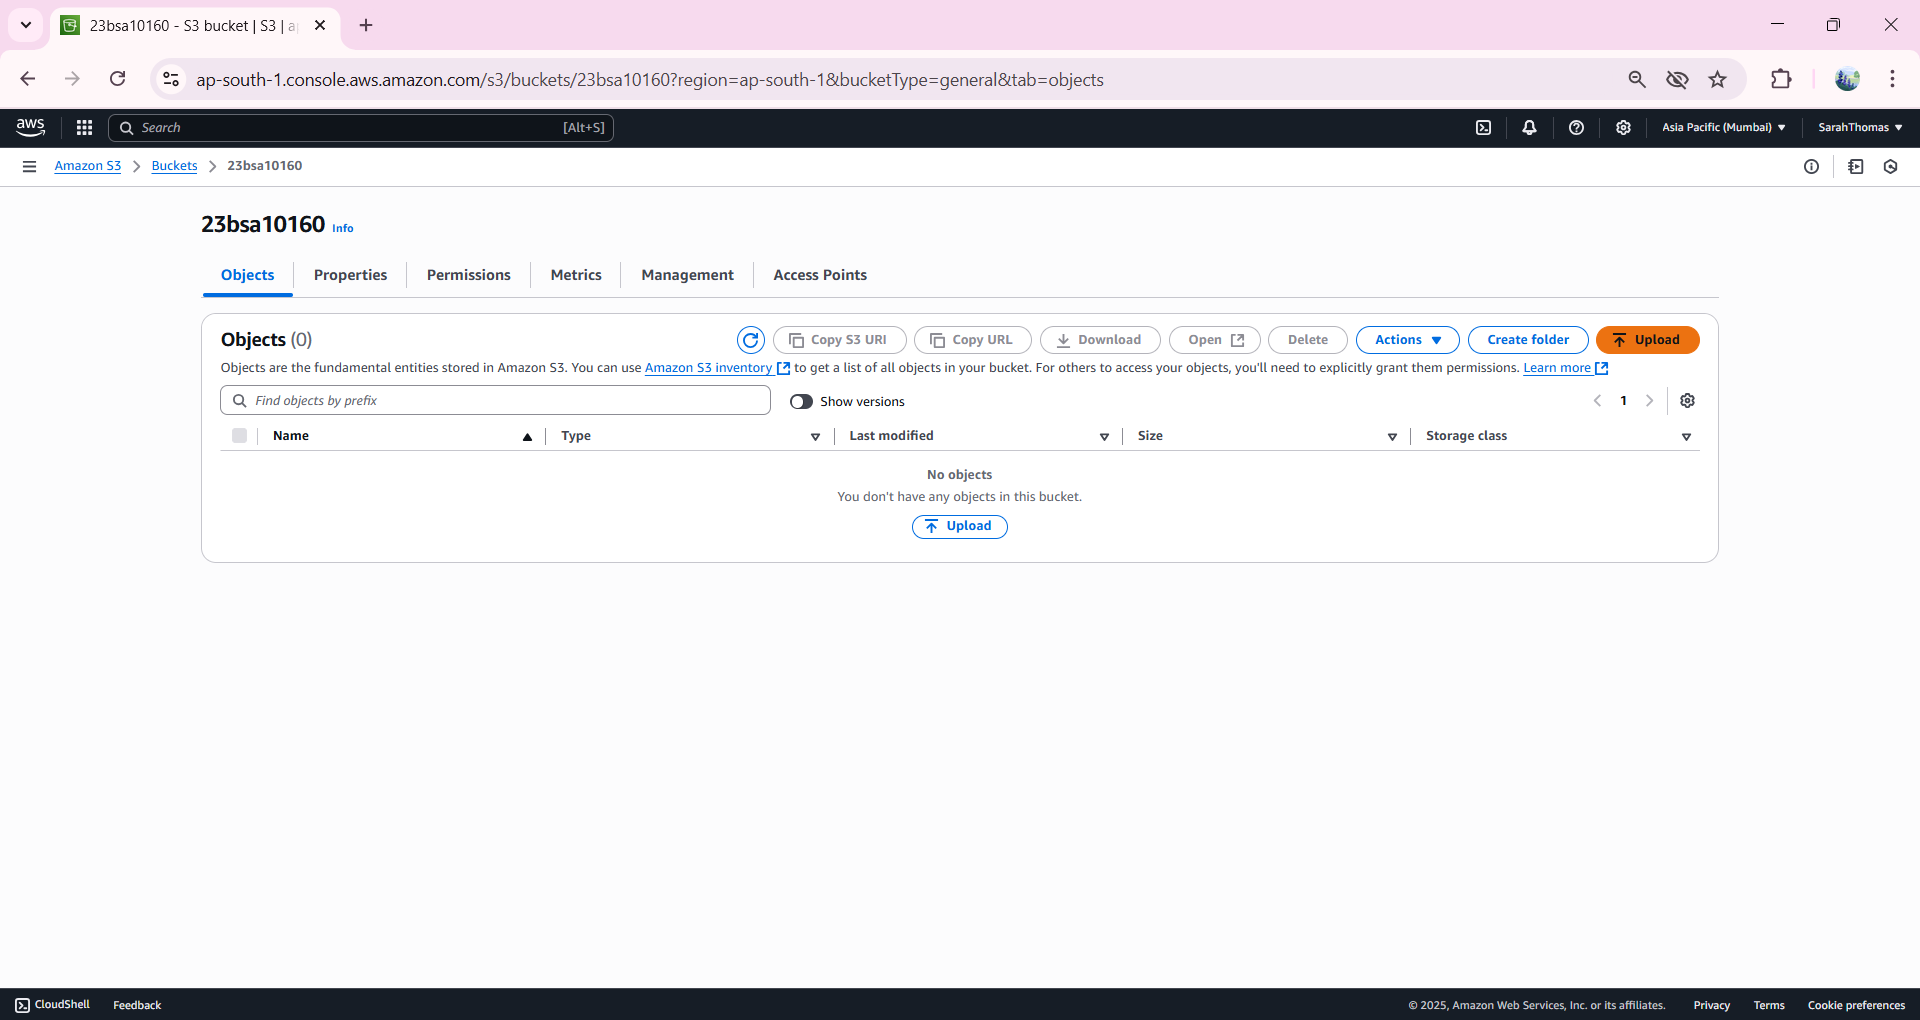 23bsa10160 - S3 bucket | S3 | a
ap-south-1.console.aws.amazon.com/s3/buckets/23bsa10160?region=ap-south-1&bucketType=general&tab=objects
aws
Search
[Alt+S]
Asia Pacific (Mumbai)
SarahThomas
Amazon S3 > Buckets > 23bsa10160
23bsa10160 Info
Objects Properties Permissions Metrics Management Access Points
Objects (0)
Copy S3 URI Copy URL Download Open Delete Actions Create folder Upload
Objects are the fundamental entities stored in Amazon S3. You can use Amazon S3 inventory to get a list of all objects in your bucket. For others to access your objects, you'll need to explicitly grant them permissions. Learn more
Find objects by prefix
Show versions
1
Name Type Last modified Size Storage class
No objects
You don't have any objects in this bucket.
Upload
CloudShell Feedback © 2025, Amazon Web Services, Inc. or its affiliates. Privacy Terms Cookie preferences